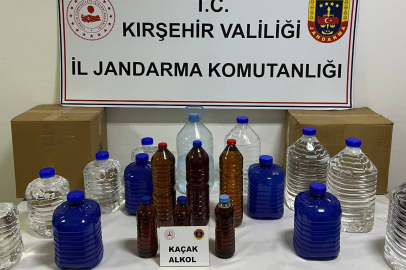 T.C.
KIRŞEHİR VALİLİĞİ
İL JANDARMA KOMUTANLIĞI
KAÇAK
ALKOL